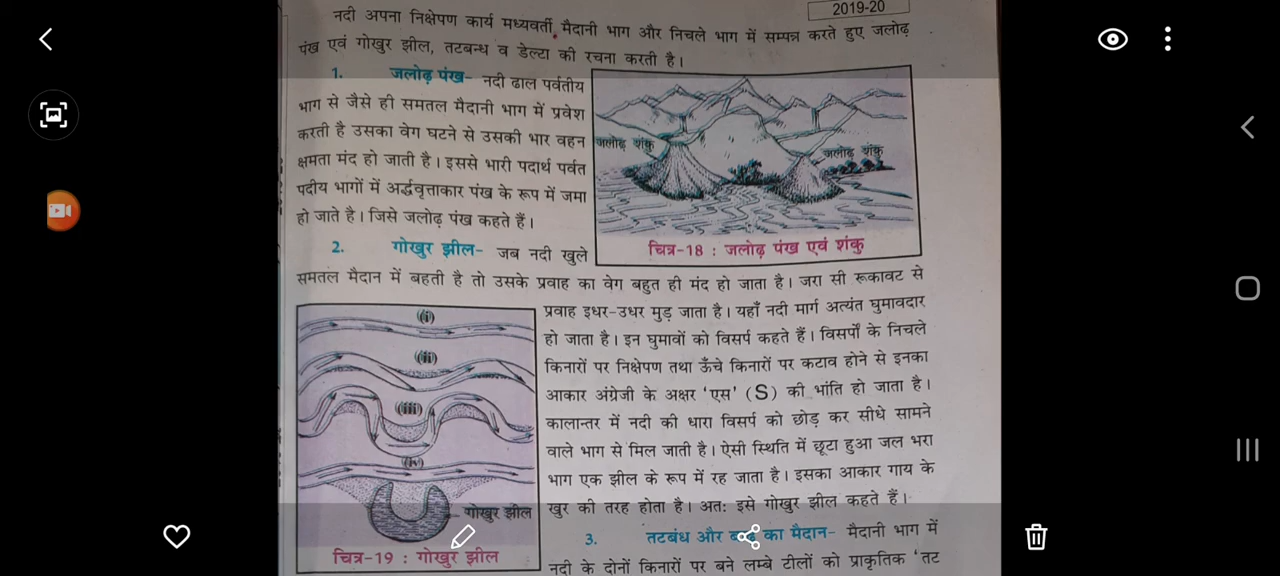 2019-20
नदी अपना निक्षेपण कार्य मध्यवर्ती, मैदानी भाग और निचले भाग में सम्पन्न करते हुए जलोढ़
पंख एवं गोखुर झील, तटबन्ध व डेल्टा की रचना करती है।
1. जलोढ़ पंख- नदी ढाल पर्वतीय
भाग से जैसे ही समतल मैदानी भाग में प्रवेश
करती है उसका वेग घटने से उसकी भार वहन
क्षमता मंद हो जाती है। इससे भारी पदार्थ पर्वत
पदीय भागों में अर्द्धवृत्ताकार पंख के रूप में जमा
हो जाते है। जिसे जलोढ़ पंख कहते हैं।
जलोढ़ शंकु
जलोढ़ शंकु
चित्र-18 : जलोढ़ पंख एवं शंकु
2. गोखुर झील- जब नदी खुले
समतल मैदान में बहती है तो उसके प्रवाह का वेग बहुत ही मंद हो जाता है। जरा सी रूकावट से
प्रवाह इधर-उधर मुड़ जाता है। यहाँ नदी मार्ग अत्यंत घुमावदार
हो जाता है। इन घुमावों को विसर्प कहते हैं। विसर्पों के निचले
किनारों पर निक्षेपण तथा ऊँचे किनारों पर कटाव होने से इनका
आकार अंग्रेजी के अक्षर ‘एस’ (S) की भांति हो जाता है।
कालान्तर में नदी की धारा विसर्प को छोड़ कर सीधे सामने
वाले भाग से मिल जाती है। ऐसी स्थिति में छूटा हुआ जल भरा
भाग एक झील के रूप में रह जाता है। इसका आकार गाय के
खुर की तरह होता है। अतः इसे गोखुर झील कहते हैं।
(i)
(ii)
(iii)
(iv)
गोखुर झील
चित्र-19 : गोखुर झील
3. तटबंध और का मैदान- मैदानी भाग में
नदी के दोनों किनारों पर बने लम्बे टीलों को प्राकृतिक ‘तट